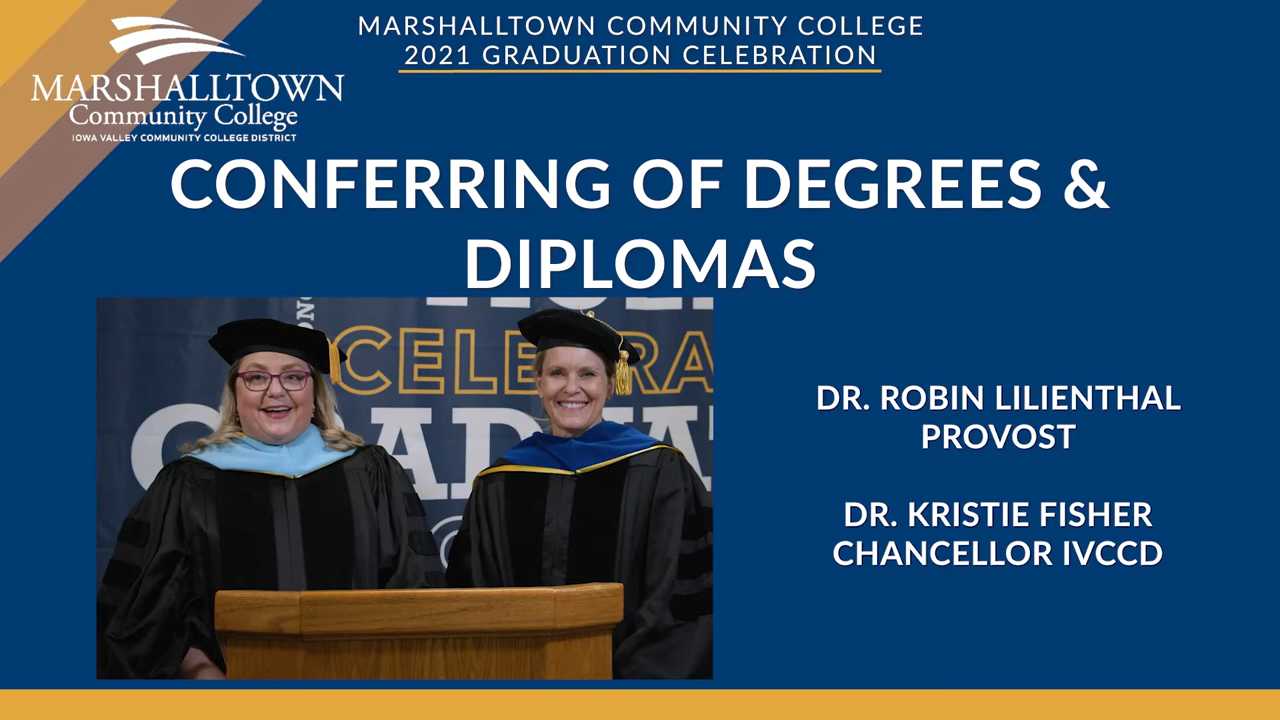 MARSHALLTOWN COMMUNITY COLLEGE
2021 GRADUATION CELEBRATION
MARSHALLTOWN
Community College
IOWA VALLEY COMMUNITY COLLEGE DISTRICT
CONFERRING OF DEGREES &
DIPLOMAS
DR. ROBIN LILIENTHAL
PROVOST
DR. KRISTIE FISHER
CHANCELLOR IVCCD